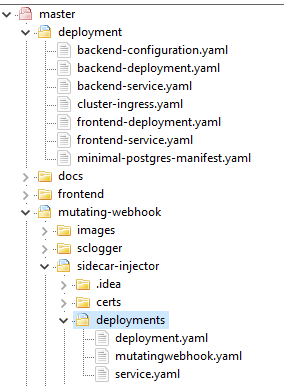 master
deployment
backend-configuration.yaml
backend-deployment.yaml
backend-service.yaml
cluster-ingress.yaml
frontend-deployment.yaml
frontend-service.yaml
minimal-postgres-manifest.yaml
docs
frontend
mutating-webhook
images
sclogger
sidecar-injector
.idea
certs
deployments
deployment.yaml
mutatingwebhook.yaml
service.yaml